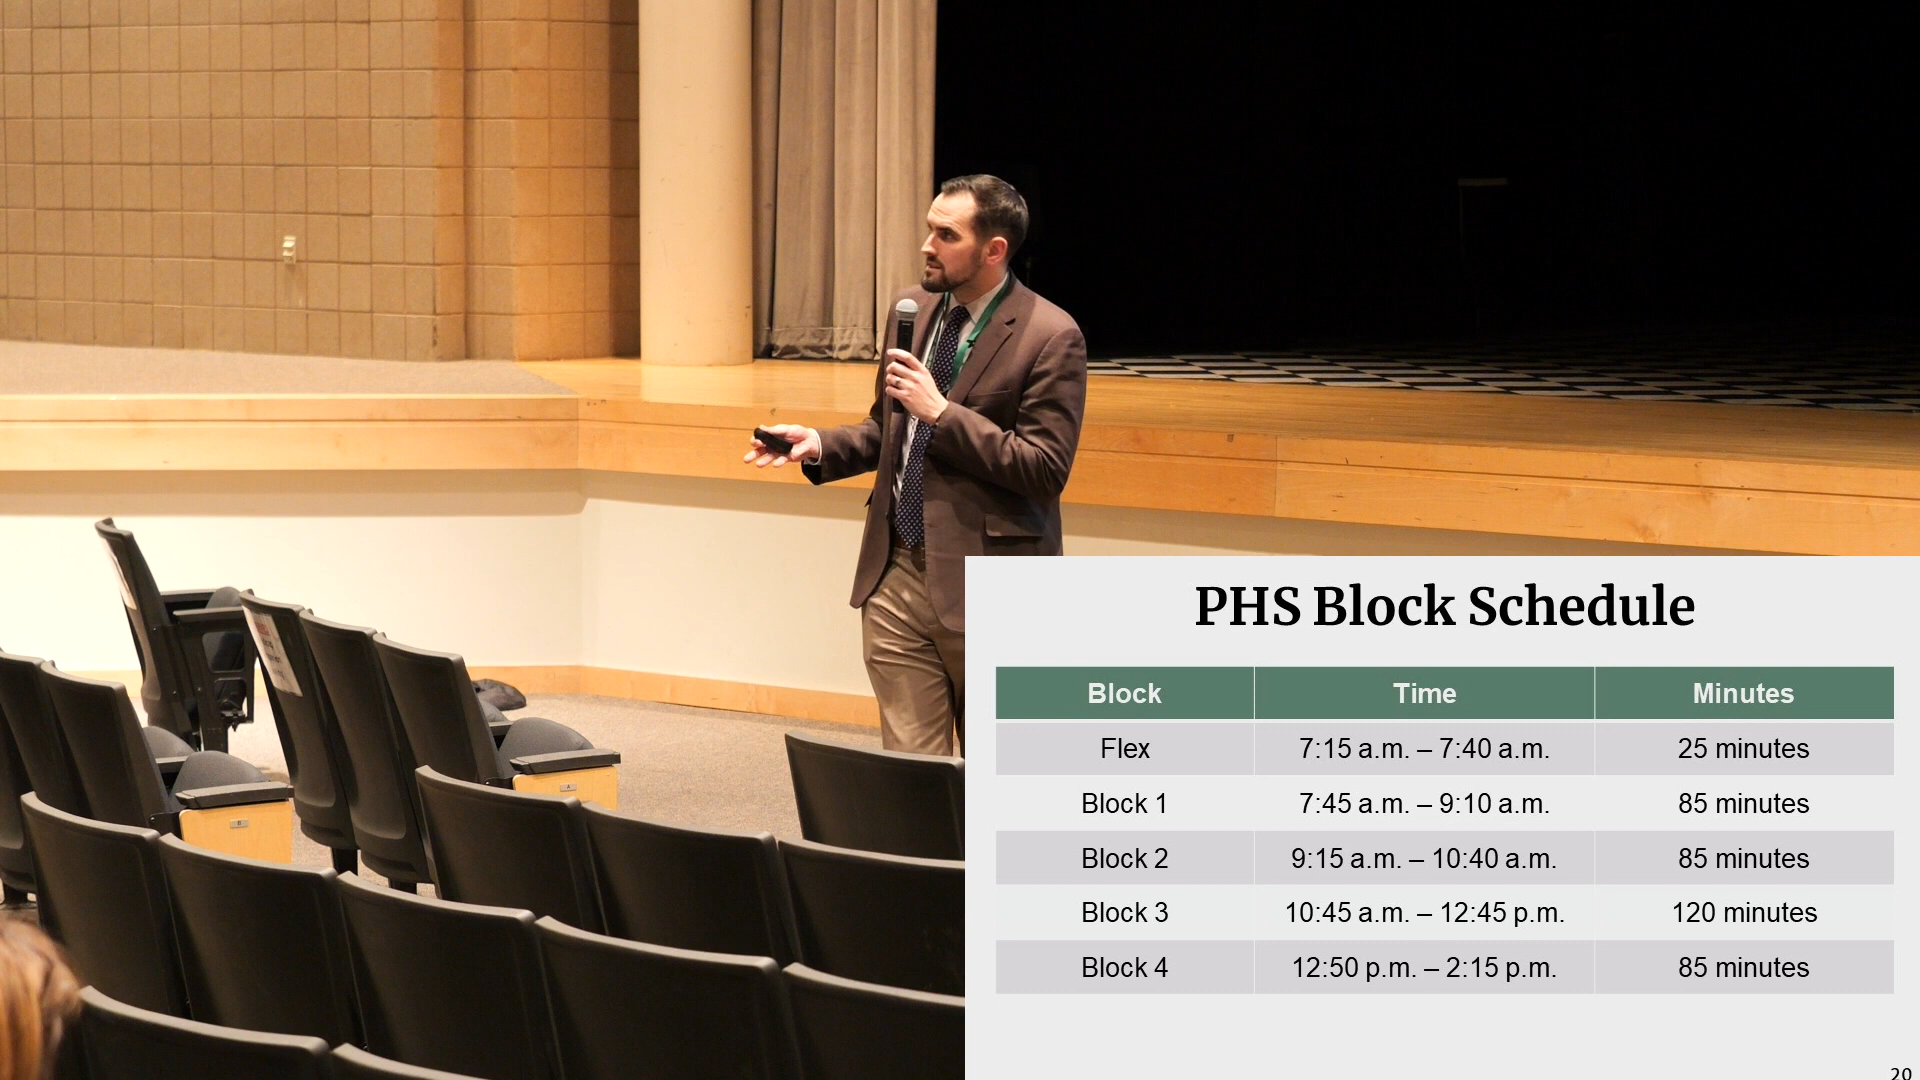 PHS Block Schedule
Block Time Minutes
Flex 7:15 a.m. – 7:40 a.m. 25 minutes
Block 1 7:45 a.m. – 9:10 a.m. 85 minutes
Block 2 9:15 a.m. – 10:40 a.m. 85 minutes
Block 3 10:45 a.m. – 12:45 p.m. 120 minutes
Block 4 12:50 p.m. – 2:15 p.m. 85 minutes
20